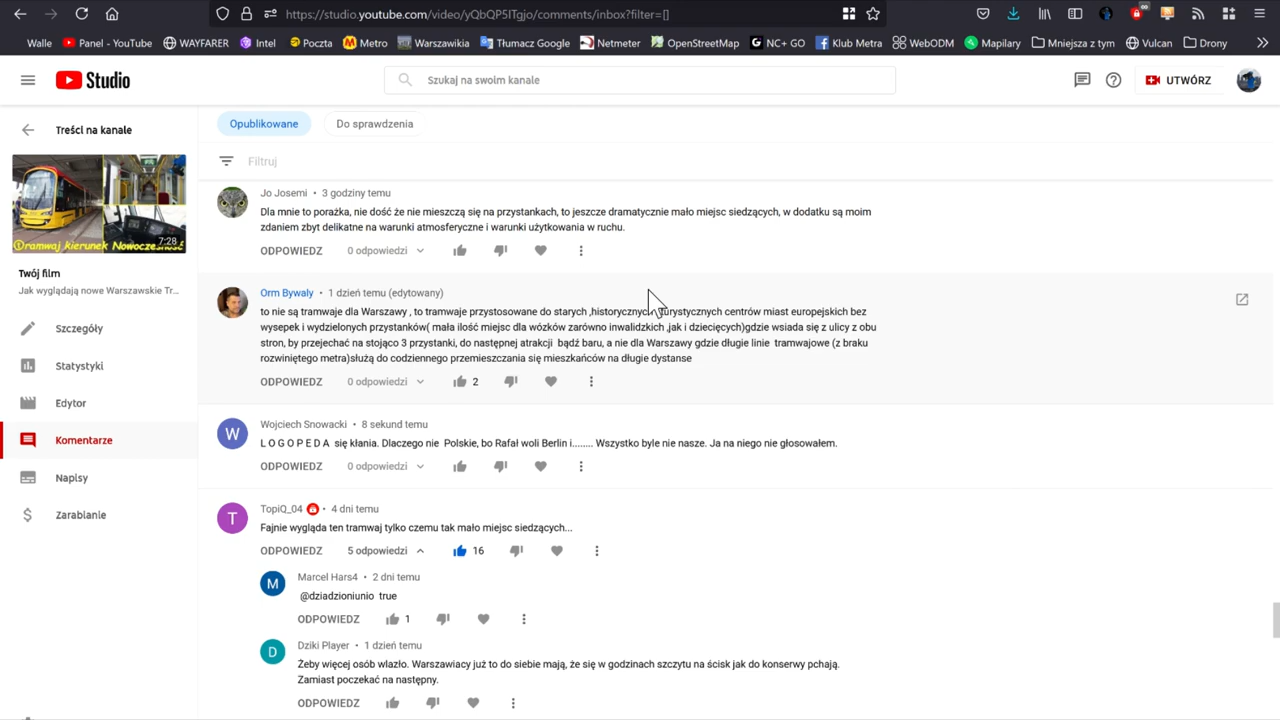 https://studio.youtube.com/video/yQbQP5ITgjo/comments/inbox?filter=[]
Walle
Panel - YouTube
WAYFARER
Intel
Poczta
Metro
Warszawikia
Tłumacz Google
Netmeter
OpenStreetMap
NC+ GO
Klub Metra
WebODM
Mapilary
Mniejsza z tym
Vulcan
Drony
Studio
Szukaj na swoim kanale
UTWÓRZ
Treści na kanale
Opublikowane
Do sprawdzenia
Filtruj
tramwaj kierunek Nowoczesność
7:28
Twój film
Jak wyglądają nowe Warszawskie Tr...
Szczegóły
Statystyki
Edytor
Komentarze
Napisy
Zarabianie
Jo Josemi • 3 godziny temu
Dla mnie to porażka, nie dość że nie mieszczą się na przystankach, to jeszcze dramatycznie mało miejsc siedzących, w dodatku są moim
zdaniem zbyt delikatne na warunki atmosferyczne i warunki użytkowania w ruchu.
ODPOWIEDZ 0 odpowiedzi
Orm Bywaly • 1 dzień temu (edytowany)
to nie są tramwaje dla Warszawy , to tramwaje przystosowane do starych ,historycznych turystycznych centrów miast europejskich bez
wysepek i wydzielonych przystanków( mała ilość miejsc dla wózków zarówno inwalidzkich ,jak i dziecięcych)gdzie wsiada się z ulicy z obu
stron, by przejechać na stojąco 3 przystanki, do następnej atrakcji bądź baru, a nie dla Warszawy gdzie długie linie tramwajowe (z braku
rozwiniętego metra)służą do codziennego przemieszczania się mieszkańców na długie dystanse
ODPOWIEDZ 0 odpowiedzi 2
W
Wojciech Snowacki • 8 sekund temu
L O G O P E D A się kłania. Dlaczego nie Polskie, bo Rafał woli Berlin i........ Wszystko byle nie nasze. Ja na niego nie głosowałem.
ODPOWIEDZ 0 odpowiedzi
T
TopiQ_04 • 4 dni temu
Fajnie wygląda ten tramwaj tylko czemu tak mało miejsc siedzących...
ODPOWIEDZ 5 odpowiedzi 16
M
Marcel Hars4 • 2 dni temu
@dziadzioniunio true
ODPOWIEDZ 1
D
Dziki Player • 1 dzień temu
Żeby więcej osób wlazło. Warszawiacy już to do siebie mają, że się w godzinach szczytu na ścisk jak do konserwy pchają.
Zamiast poczekać na następny.
ODPOWIEDZ